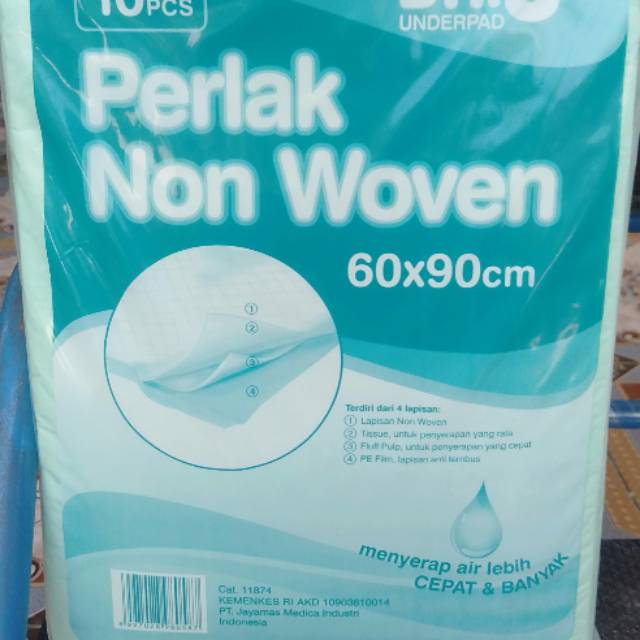 10 PCS
UNDERPAD
Perlak
Non Woven
60x90cm
①
②
③
④
Terdiri dari 4 lapisan:
① Lapisan Non Woven
② Tissue, untuk penyerapan yang rata
③ Fluff Pulp, untuk penyerapan yang cepat
④ PE Film, lapisan anti tembus
menyerap air lebih
CEPAT & BANYAK
Cat. 11874
KEMENKES RI AKD 10903610014
PT. Jayamas Medica Industri
Indonesia